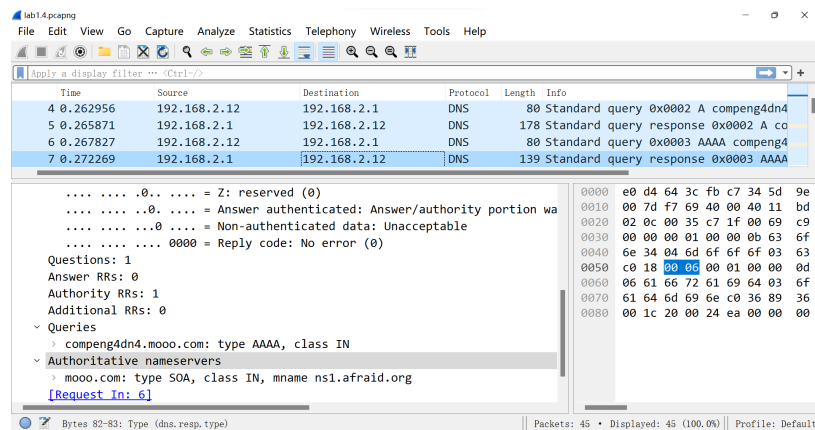 lab1.4.pcapng
File Edit View Go Capture Analyze Statistics Telephony Wireless Tools Help
Apply a display filter ⋯ <Ctrl-/>
Time Source Destination Protocol Length Info
4 0.262956 192.168.2.12 192.168.2.1 DNS 80 Standard query 0x0002 A compeng4dn4
5 0.265871 192.168.2.1 192.168.2.12 DNS 178 Standard query response 0x0002 A co
6 0.267827 192.168.2.12 192.168.2.1 DNS 80 Standard query 0x0003 AAAA compeng4
7 0.272269 192.168.2.1 192.168.2.12 DNS 139 Standard query response 0x0003 AAAA
.... .... .0.. .... = Z: reserved (0)
.... .... ..0. .... = Answer authenticated: Answer/authority portion wa
.... .... ...0 .... = Non-authenticated data: Unacceptable
.... .... .... 0000 = Reply code: No error (0)
Questions: 1
Answer RRs: 0
Authority RRs: 1
Additional RRs: 0
Queries
compeng4dn4.mooo.com: type AAAA, class IN
Authoritative nameservers
mooo.com: type SOA, class IN, mname ns1.afraid.org
[Request In: 6]
0000 e0 d4 64 3c fb c7 34 5d 9e
0010 00 7d f7 69 40 00 40 11 bd
0020 02 0c 00 35 c7 1f 00 69 c9
0030 00 00 00 01 00 00 0b 63 6f
0040 6e 34 04 6d 6f 6f 6f 03 63
0050 c0 18 00 06 00 01 00 00 0d
0060 06 61 66 72 61 69 64 03 6f
0070 61 64 6d 69 6e c0 36 89 36
0080 00 1c 20 00 24 ea 00 00 00
Bytes 82-83: Type (dns.resp.type) Packets: 45 • Displayed: 45 (100.0%) Profile: Default